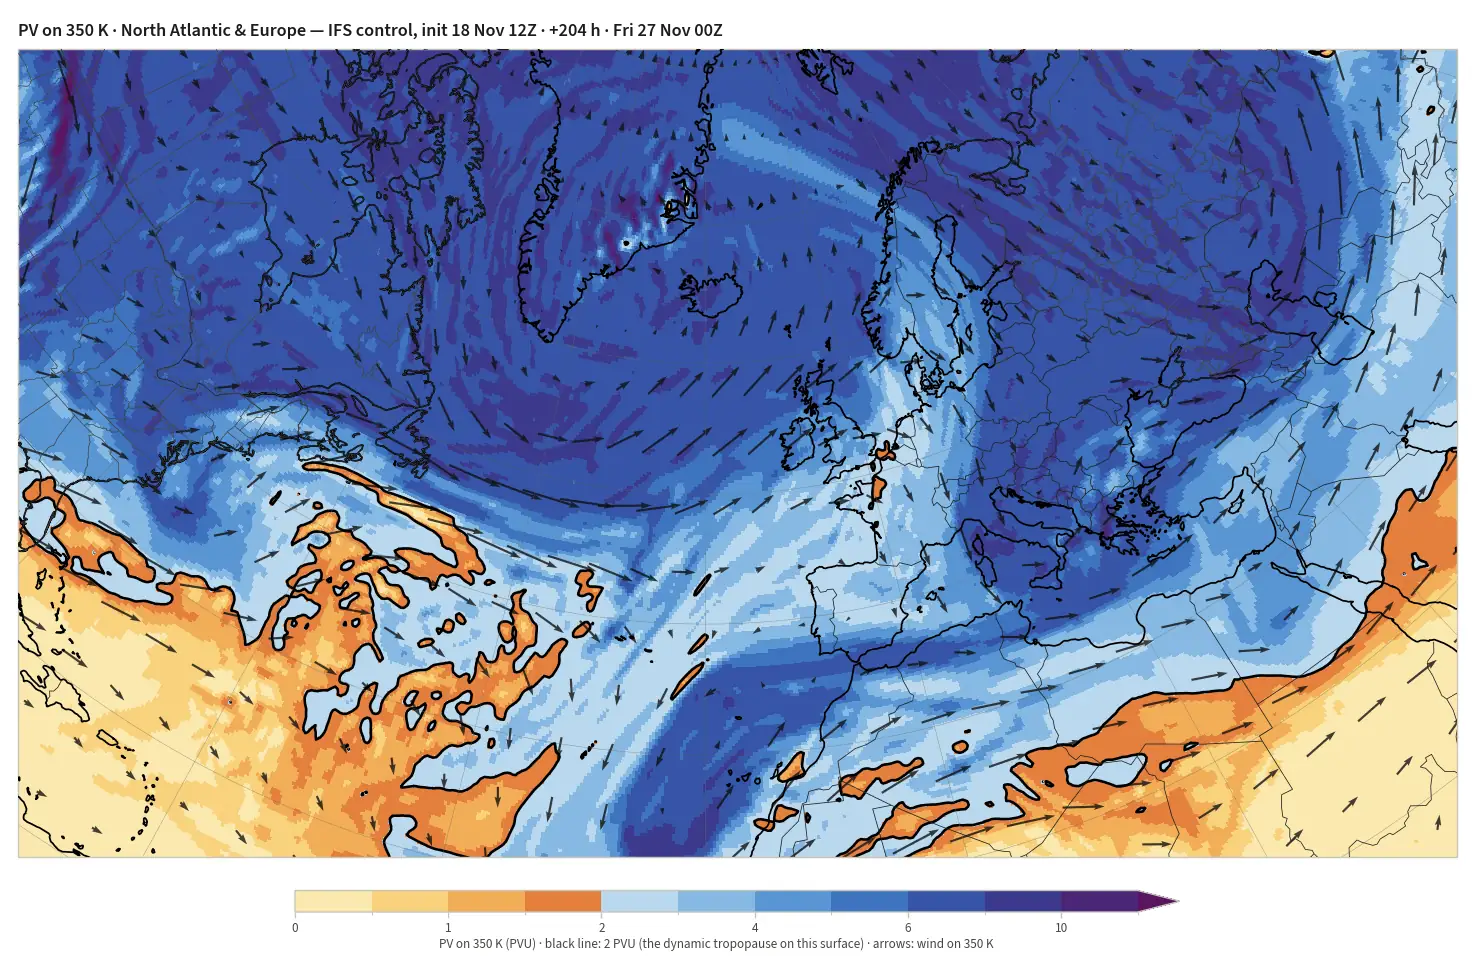 PV on 350 K · North Atlantic & Europe — IFS control, init 18 Nov 12Z · +204 h · Fri 27 Nov 00Z
0 1 2 4 6 10
PV on 350 K (PVU) · black line: 2 PVU (the dynamic tropopause on this surface) · arrows: wind on 350 K